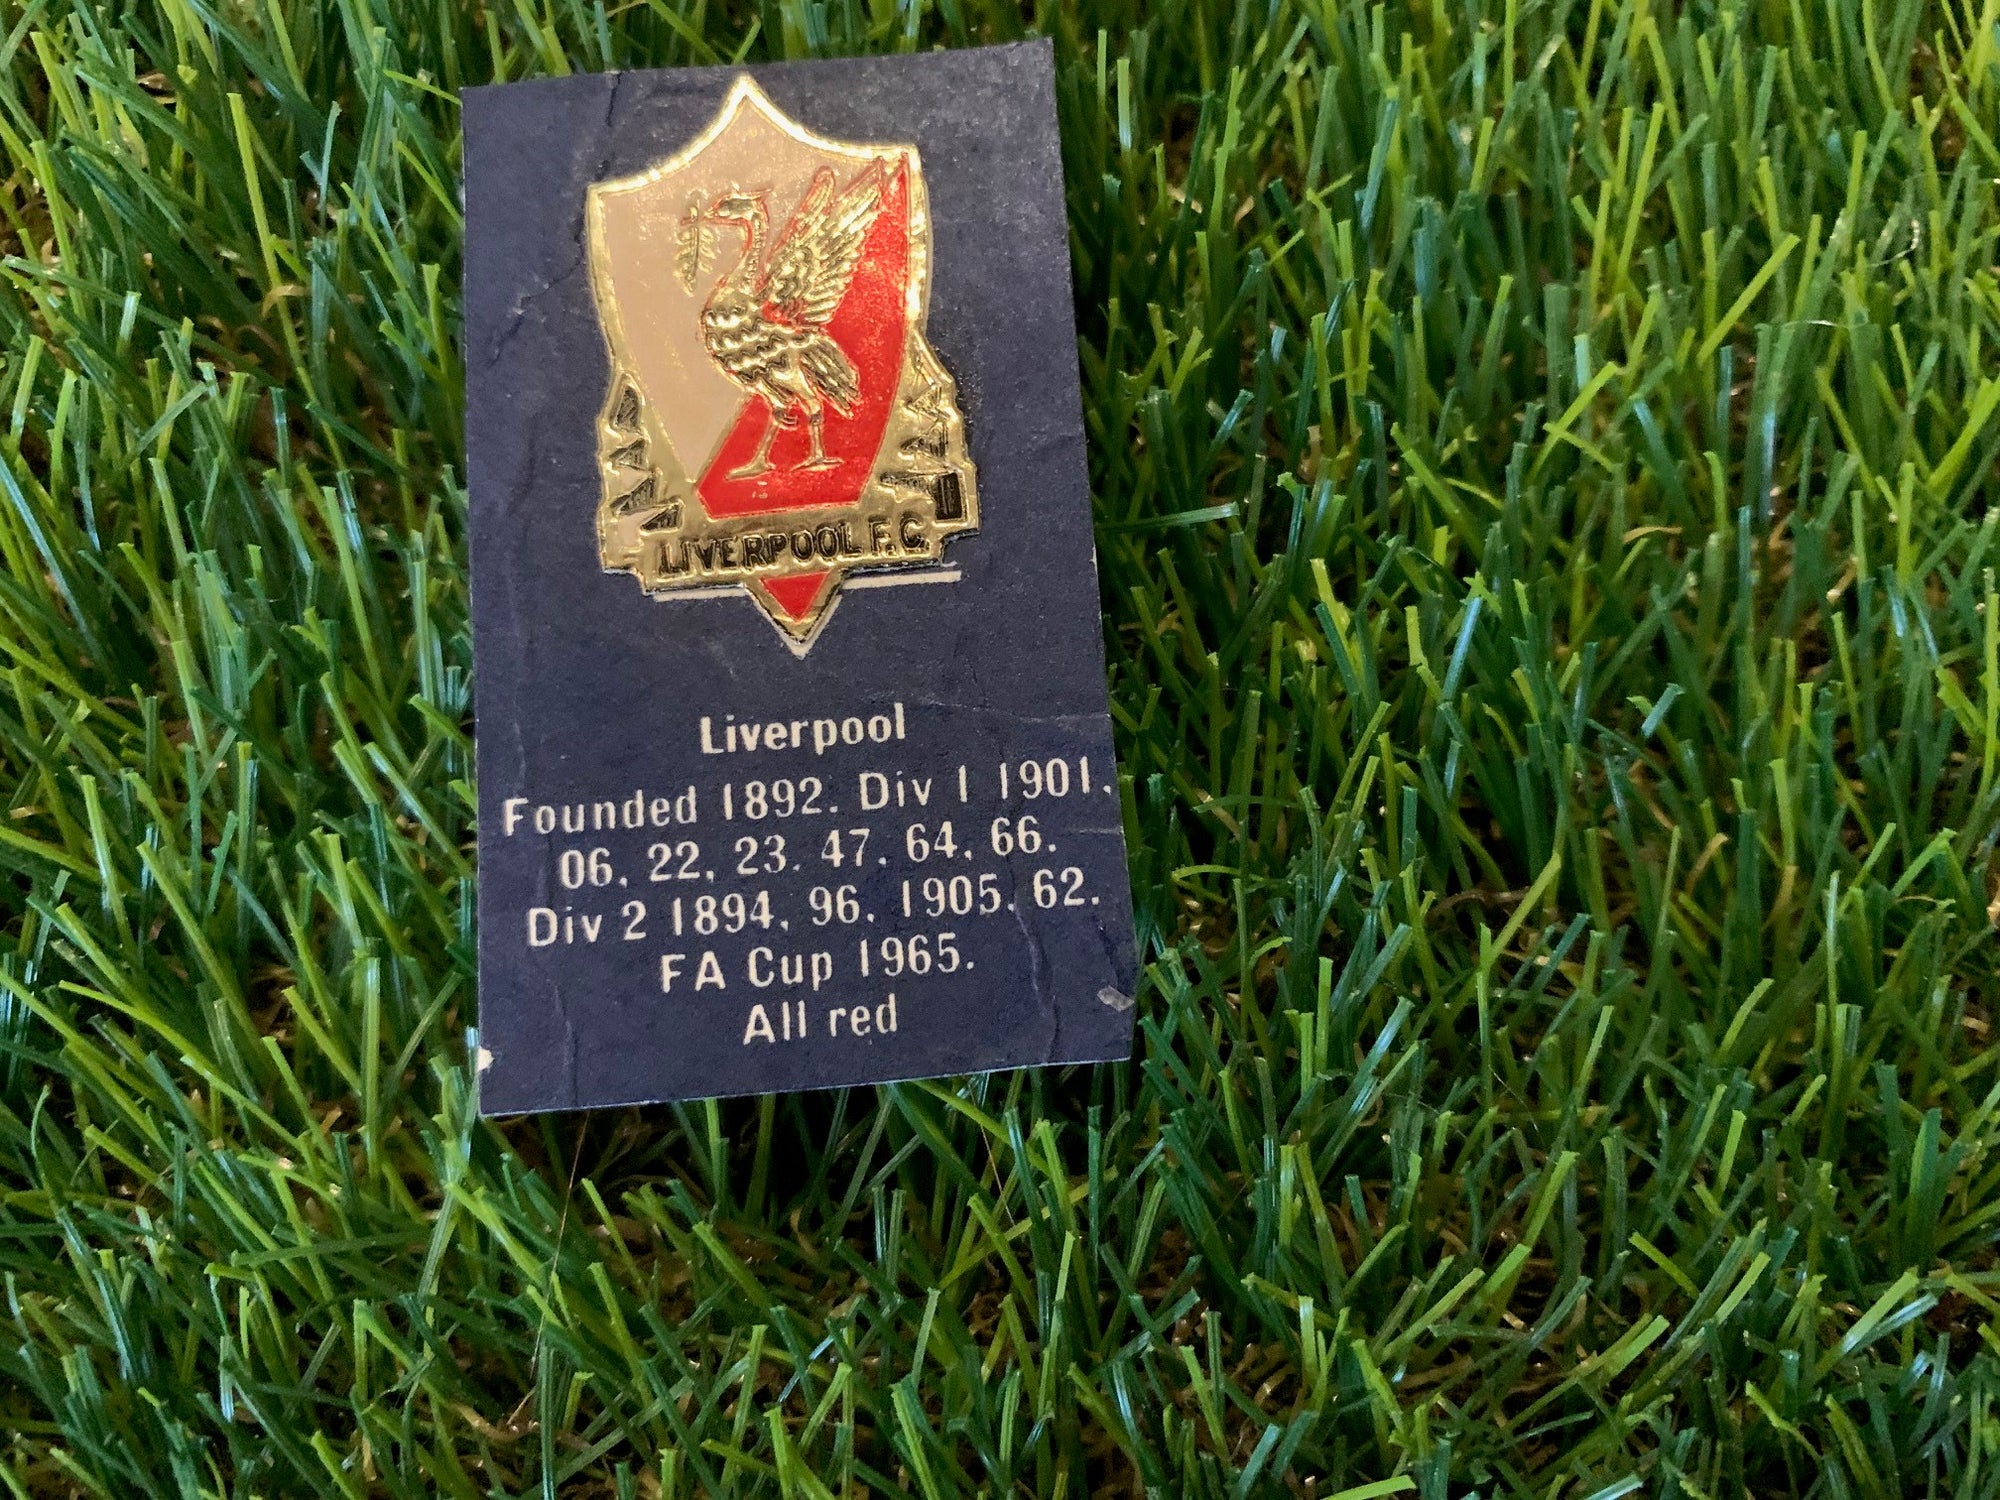 LIVERPOOL F.C.
Liverpool
Founded 1892. Div 1 1901,
06, 22, 23, 47, 64, 66.
Div 2 1894, 96, 1905, 62.
FA Cup 1965.
All red